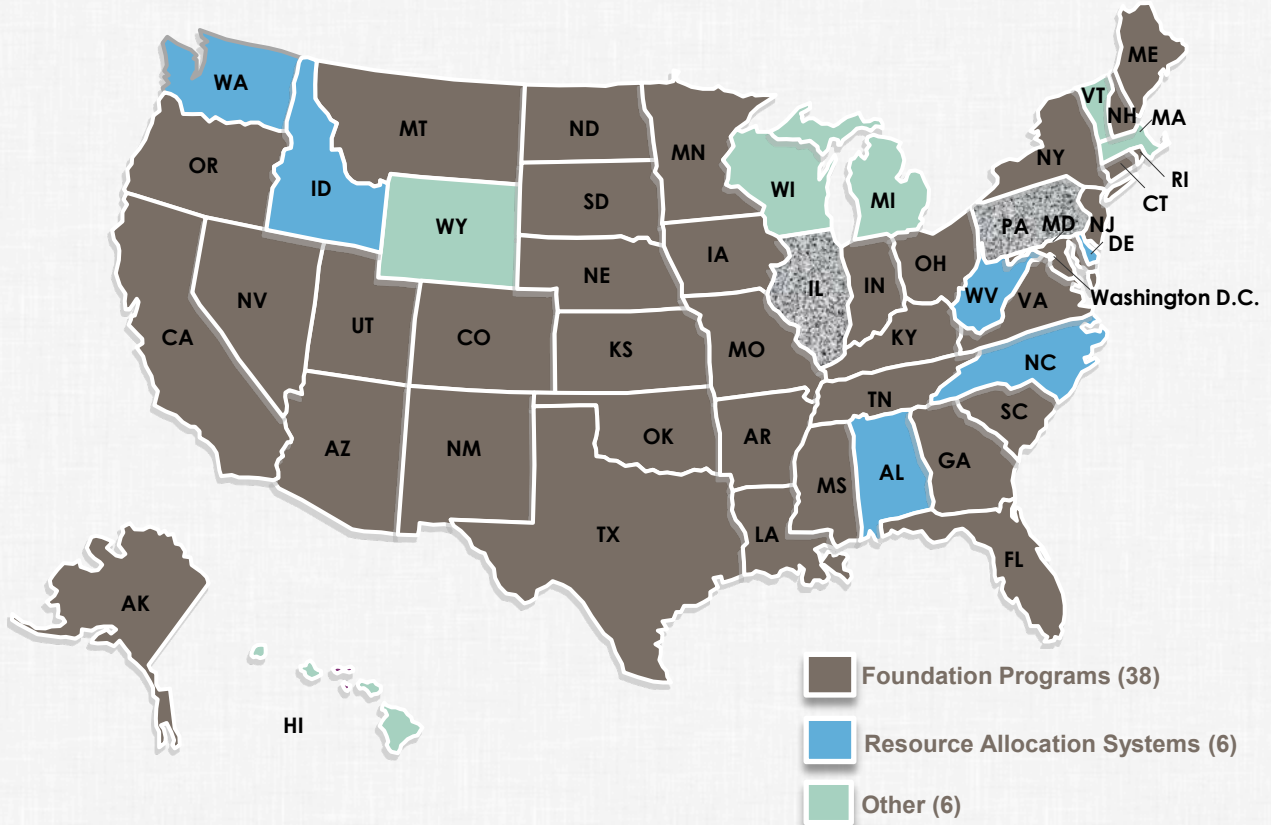 ME
WA
VT
MT
ND
NH
MA
MN
OR
NY
ID
WI
RI
SD
MI
CT
WY
PA
MD
NJ
DE
IA
NE
OH
IL
IN
WV
Washington D.C.
NV
VA
UT
CA
CO
KS
MO
KY
NC
TN
SC
OK
AR
AZ
NM
GA
AL
MS
TX
LA
FL
AK
HI
Foundation Programs (38)
Resource Allocation Systems (6)
Other (6)